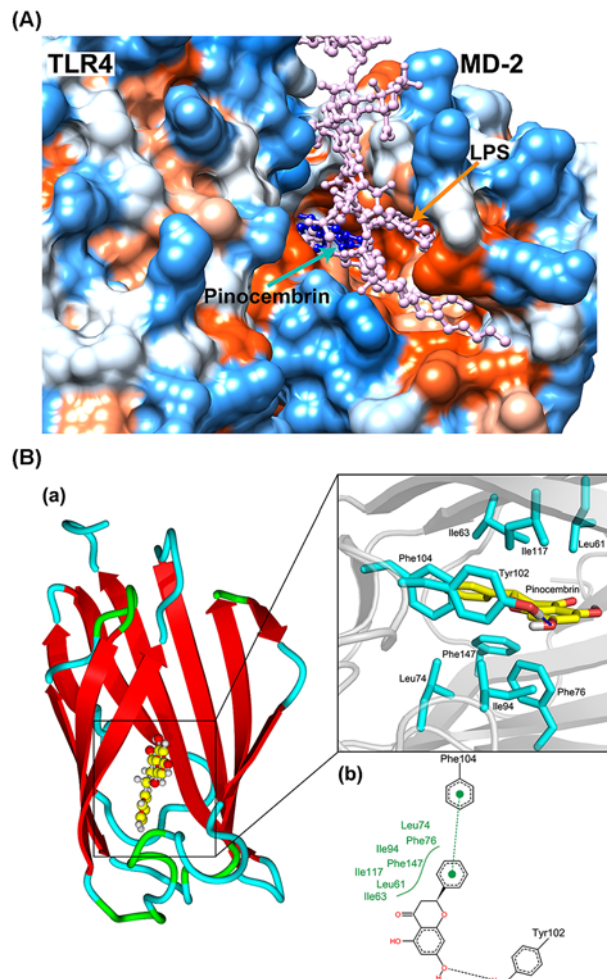 (A)
TLR4
MD-2
LPS
Pinocembrin
(B)
(a)
Ile63
Ile117
Leu61
Phe104
Tyr102
Pinocembrin
Phe147
Leu74
Ile94
Phe76
(b)
Phe104
Leu74
Phe76
Ile94
Phe147
Ile117
Leu61
Ile63
O
O
HO
O
H
Tyr102